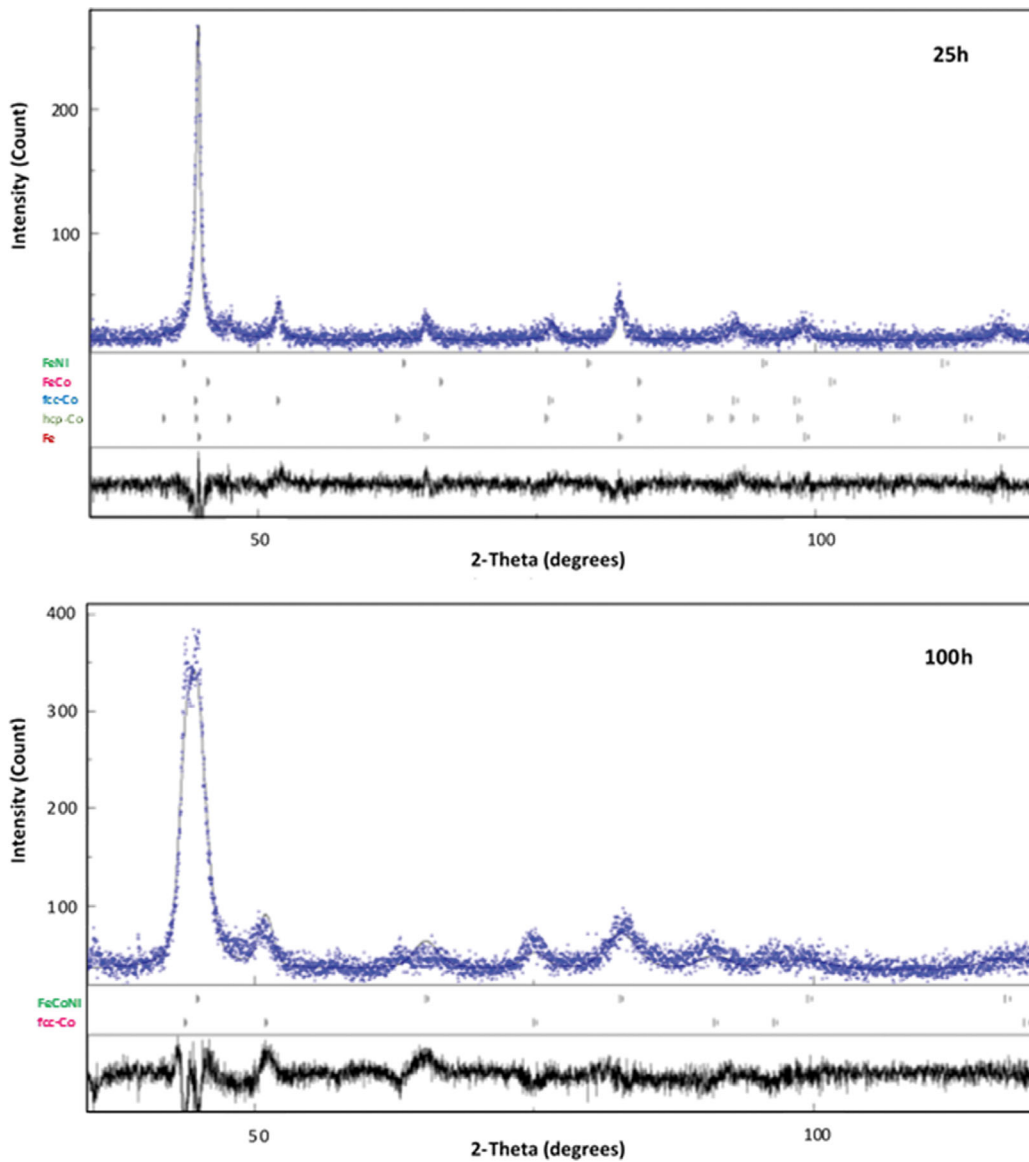 25h
Intensity (Count)
200
100
FeNi
FeCo
fcc-Co
hcp-Co
Fe
50
100
2-Theta (degrees)
400
100h
Intensity (Count)
300
200
100
FeCoNi
fcc-Co
50
100
2-Theta (degrees)